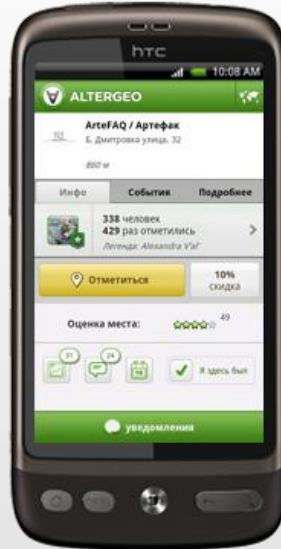 hTC
10:08 AM
ALTERGEO
ArteFAQ / Артефак
Б. Дмитровка улица, 32
860 м
Инфо События Подробнее
338 человек
429 раз отметились
Легенда: Alexandra V'al'
Отметиться
10%
скидка
Оценка места: 49
31 24
Я здесь был
уведомления